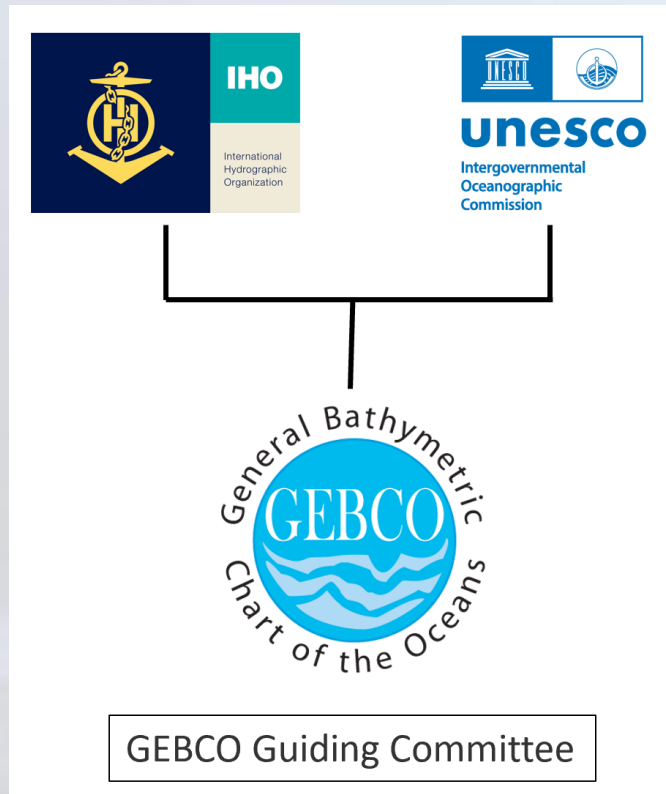 IHO
International
Hydrographic
Organization
UNESCO
unesco
Intergovernmental
Oceanographic
Commission
General Bathymetric
GEBCO
Chart of the Oceans
GEBCO Guiding Committee